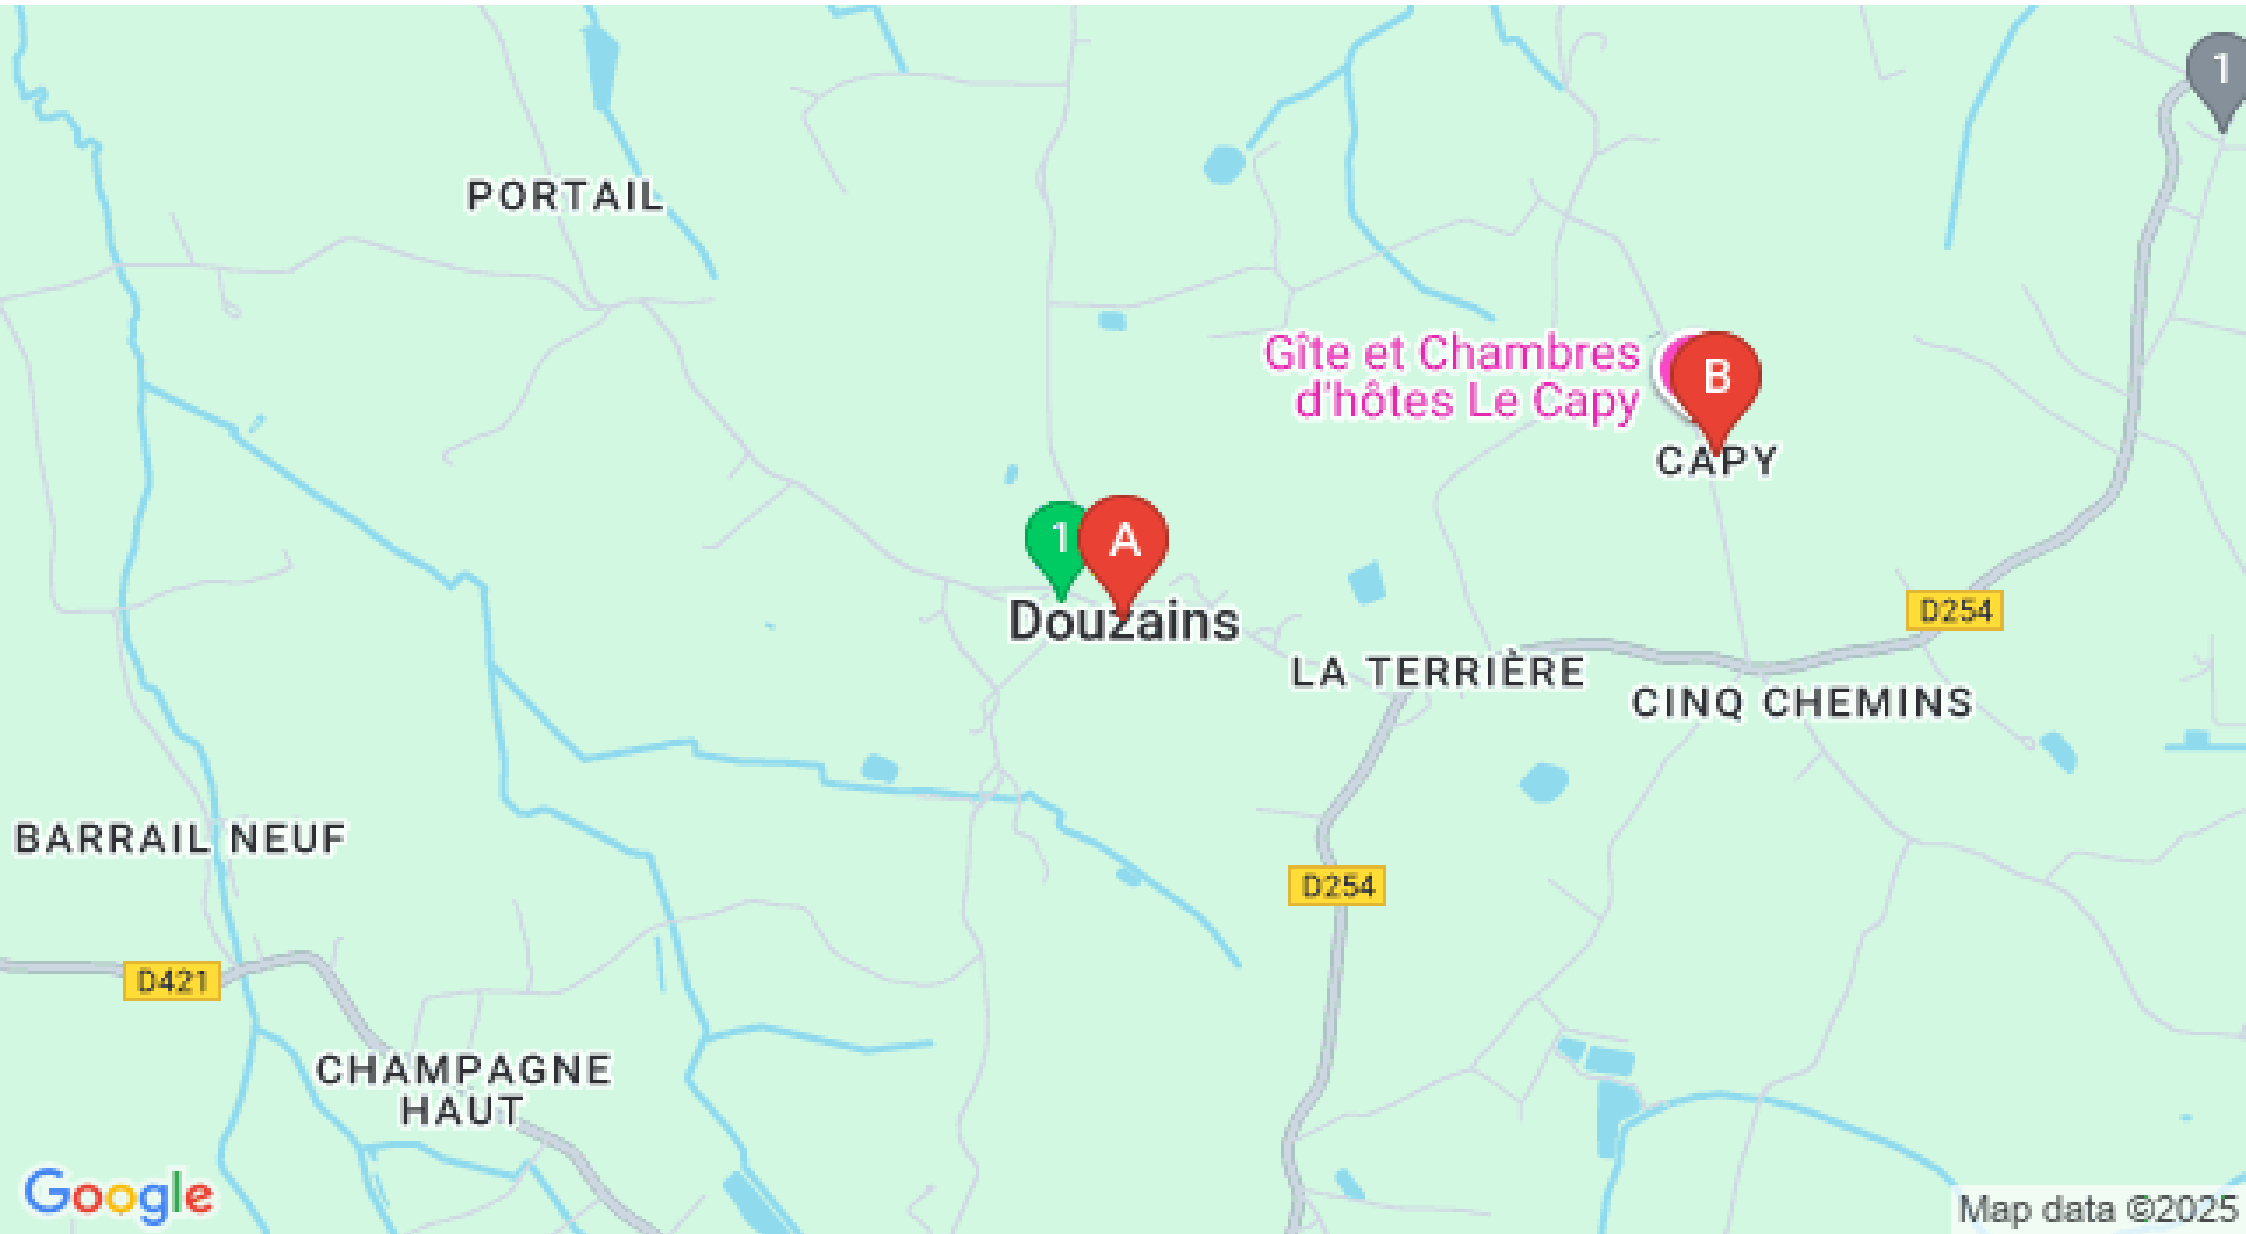 1
PORTAIL
Gîte et Chambres
d'hôtes Le Capy
B
CAPY
1
A
Douzains
D254
LA TERRIÈRE
CINQ CHEMINS
BARRAIL NEUF
D254
D421
CHAMPAGNE
HAUT
Google
Map data ©2025